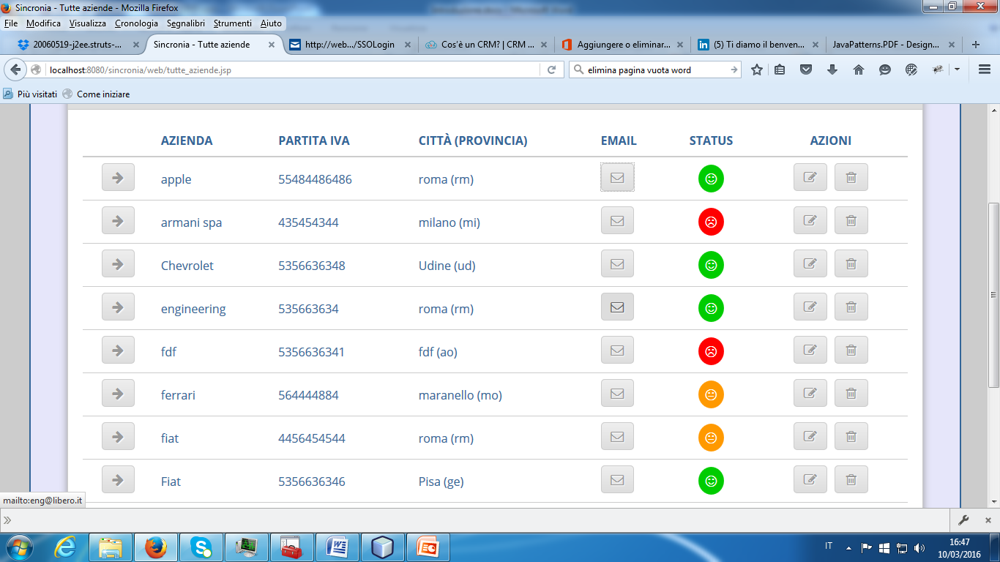 Sincronia - Tutte aziende - Mozilla Firefox
File Modifica Visualizza Cronologia Segnalibri Strumenti Aiuto
20060519-j2ee.struts-... Sincronia - Tutte aziende http://web.../SSOLogin Cos'è un CRM? | CRM ... Aggiungere o eliminar... (5) Ti diamo il benven... JavaPatterns.PDF - Design...
localhost:8080/sincronia/web/tutte_aziende.jsp elimina pagina vuota word
Più visitati Come iniziare
AZIENDA PARTITA IVA CITTÀ (PROVINCIA) EMAIL STATUS AZIONI
apple 55484486486 roma (rm)
armani spa 435454344 milano (mi)
Chevrolet 5356636348 Udine (ud)
engineering 535663634 roma (rm)
fdf 5356636341 fdf (ao)
ferrari 564444884 maranello (mo)
fiat 4456454544 roma (rm)
Fiat 5356636346 Pisa (ge)
mailto:eng@libero.it
IT 16:47
10/03/2016